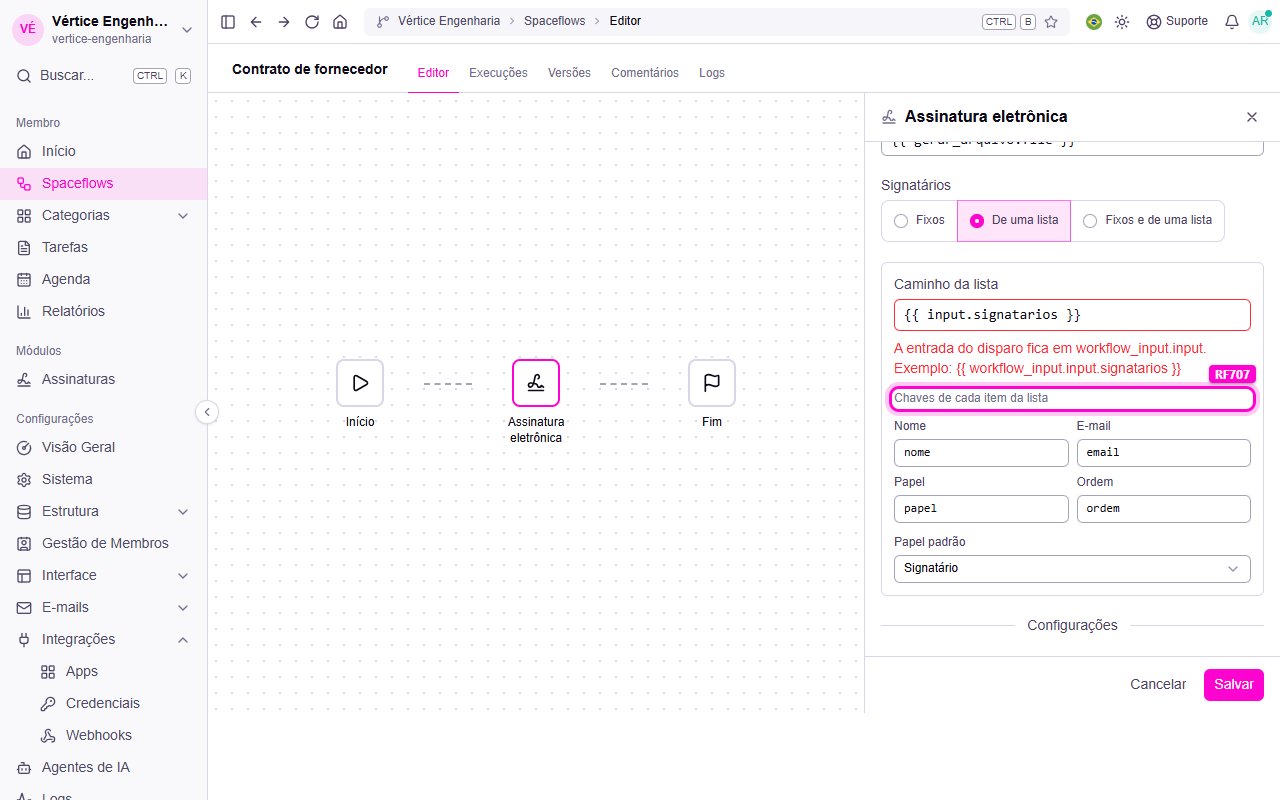 VÉ
Vértice Engenh...
vertice-engenharia
Buscar...
CTRL
K
Membro
Início
Spaceflows
Categorias
Tarefas
Agenda
Relatórios
Módulos
Assinaturas
Configurações
Visão Geral
Sistema
Estrutura
Gestão de Membros
Interface
E-mails
Integrações
Apps
Credenciais
Webhooks
Agentes de IA
Logs
Vértice Engenharia
Spaceflows
Editor
CTRL
B
Suporte
AR
Contrato de fornecedor
Editor
Execuções
Versões
Comentários
Logs
Início
Assinatura
eletrônica
Fim
Assinatura eletrônica
{{ gerar_arquivo.file }}
Signatários
Fixos
De uma lista
Fixos e de uma lista
Caminho da lista
{{ input.signatarios }}
A entrada do disparo fica em workflow_input.input.
Exemplo: {{ workflow_input.input.signatarios }}
RF707
Chaves de cada item da lista
Nome
E-mail
nome
email
Papel
Ordem
papel
ordem
Papel padrão
Signatário
Configurações
Cancelar
Salvar